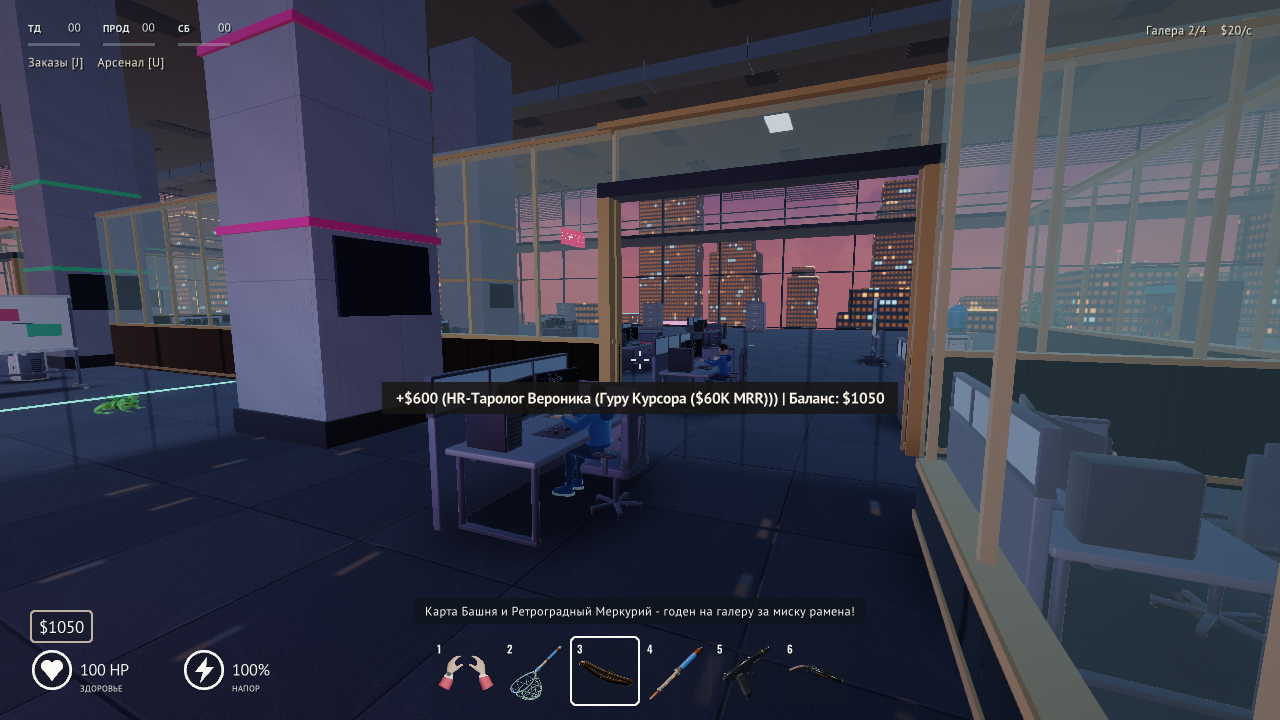 ТД 00 ПРОД 00 СБ 00
Заказы [J] Арсенал [U]
Галера 2/4 $20/с
+$600 (HR-Таролог Вероника (Гуру Курсора ($60K MRR))) | Баланс: $1050
Карта Башня и Ретроградный Меркурий - годен на галеру за миску рамена!
$1050
100 HP
ЗДОРОВЬЕ
100%
НАПОР
1 2 3 4 5 6